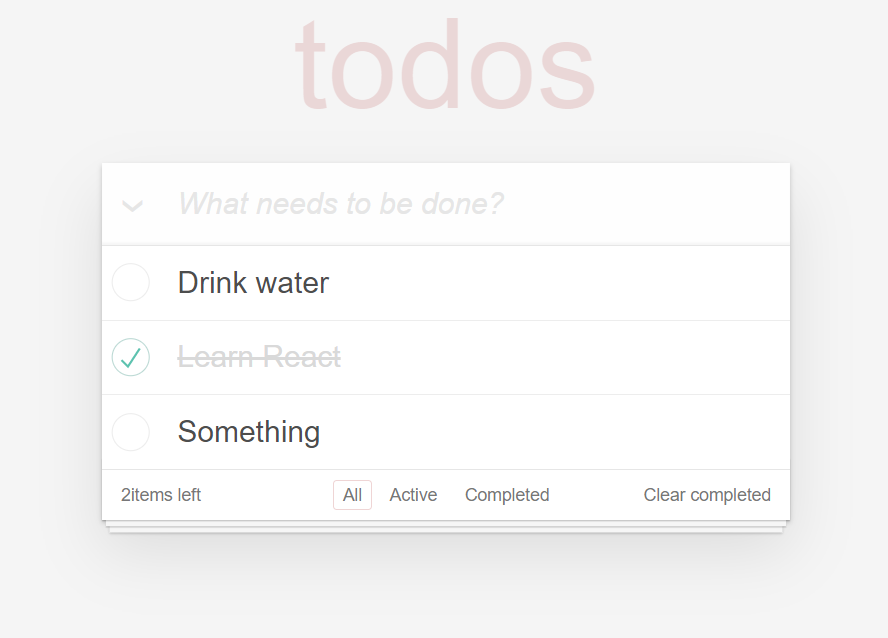 todos
What needs to be done?
Drink water
Learn React
Something
2items left All Active Completed Clear completed